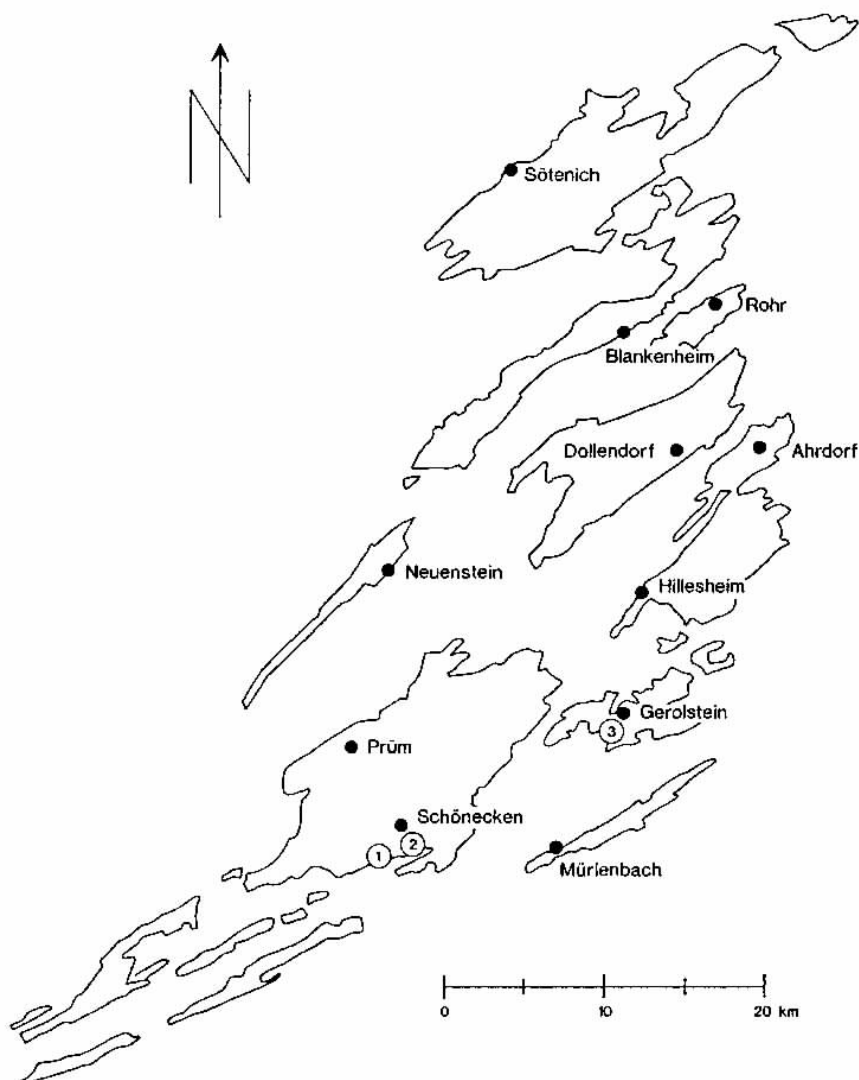 N
Sötenich
Rohr
Blankenheim
Dollendorf
Ahrdorf
Neuenstein
Hillesheim
Gerolstein
3
Prüm
Schönecken
2
1
Mürlenbach
0
10
20 km